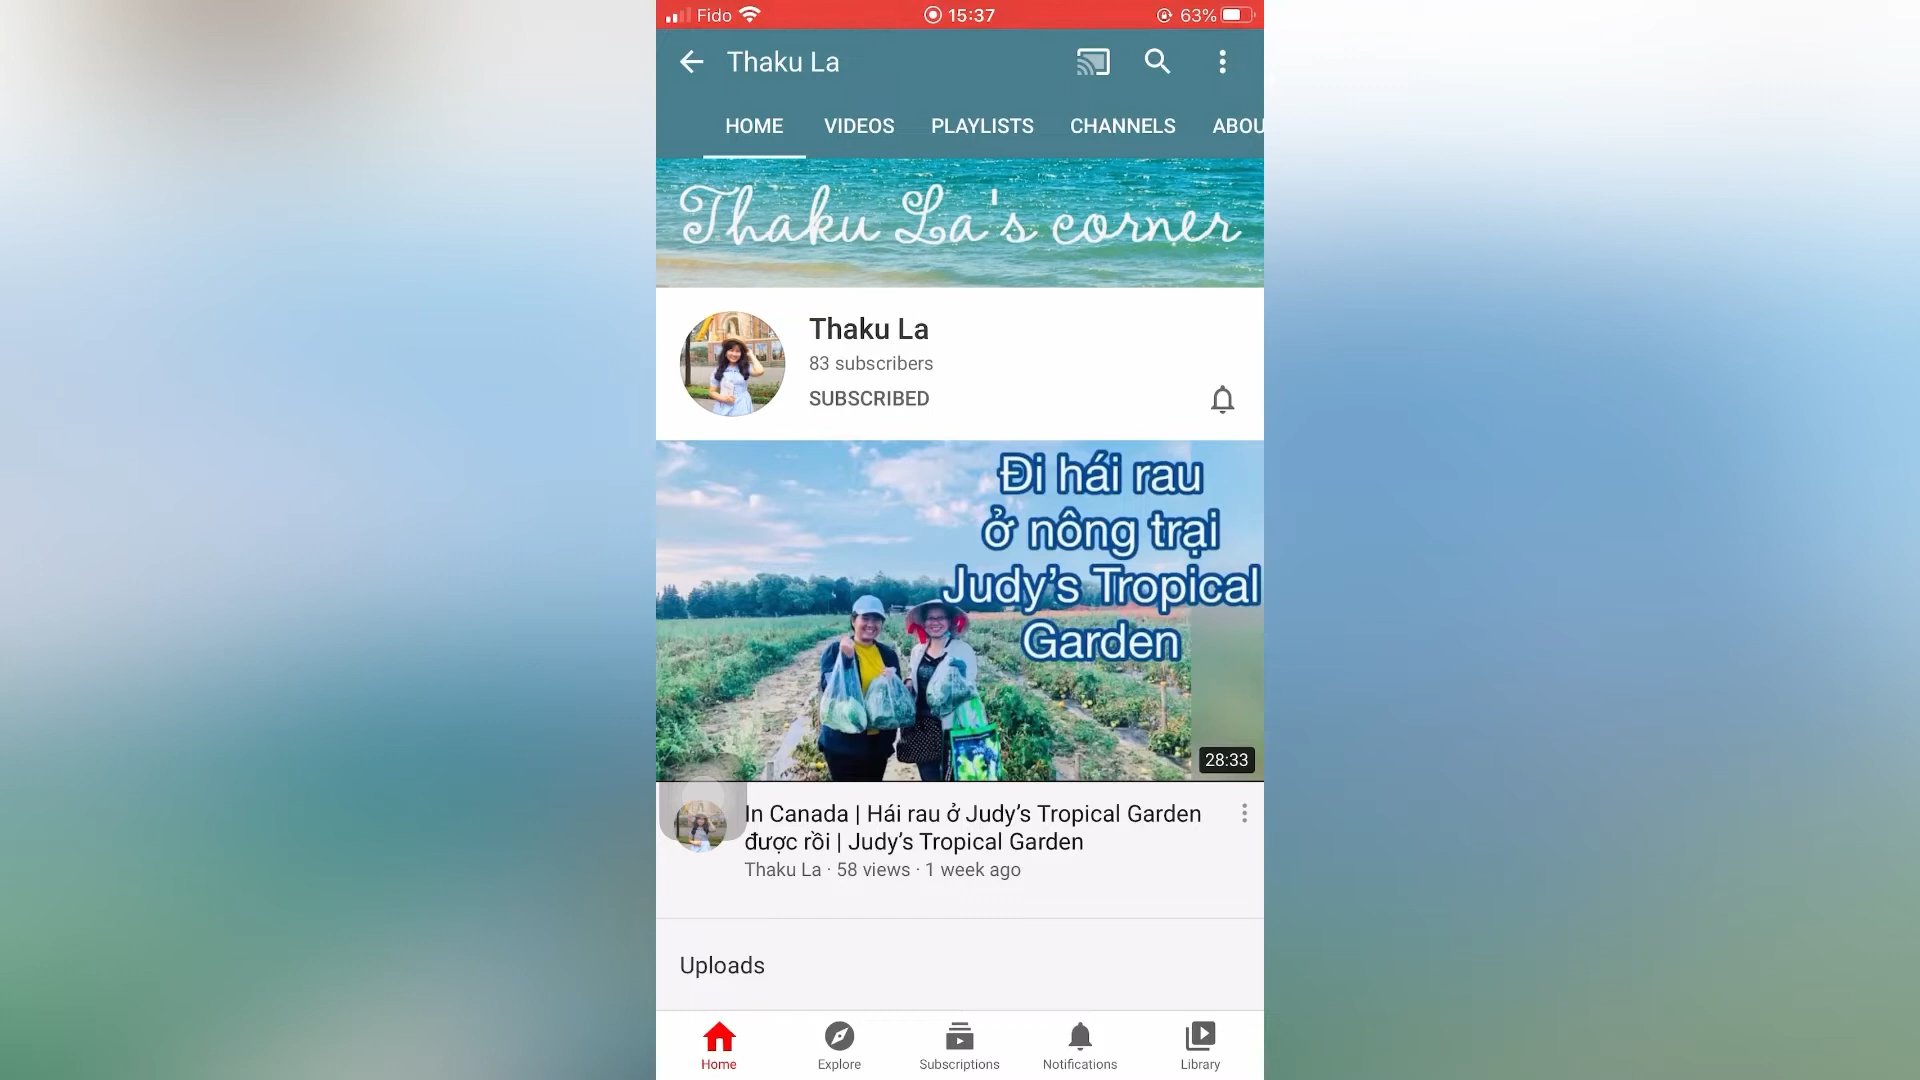 Fido 15:37 63%
Thaku La
HOME VIDEOS PLAYLISTS CHANNELS ABOU
Thaku La's corner
Thaku La
83 subscribers
SUBSCRIBED
Đi hái rau
ở nông trại
Judy's Tropical
Garden
28:33
In Canada | Hái rau ở Judy's Tropical Garden
được rồi | Judy's Tropical Garden
Thaku La · 58 views · 1 week ago
Uploads
Home Explore Subscriptions Notifications Library